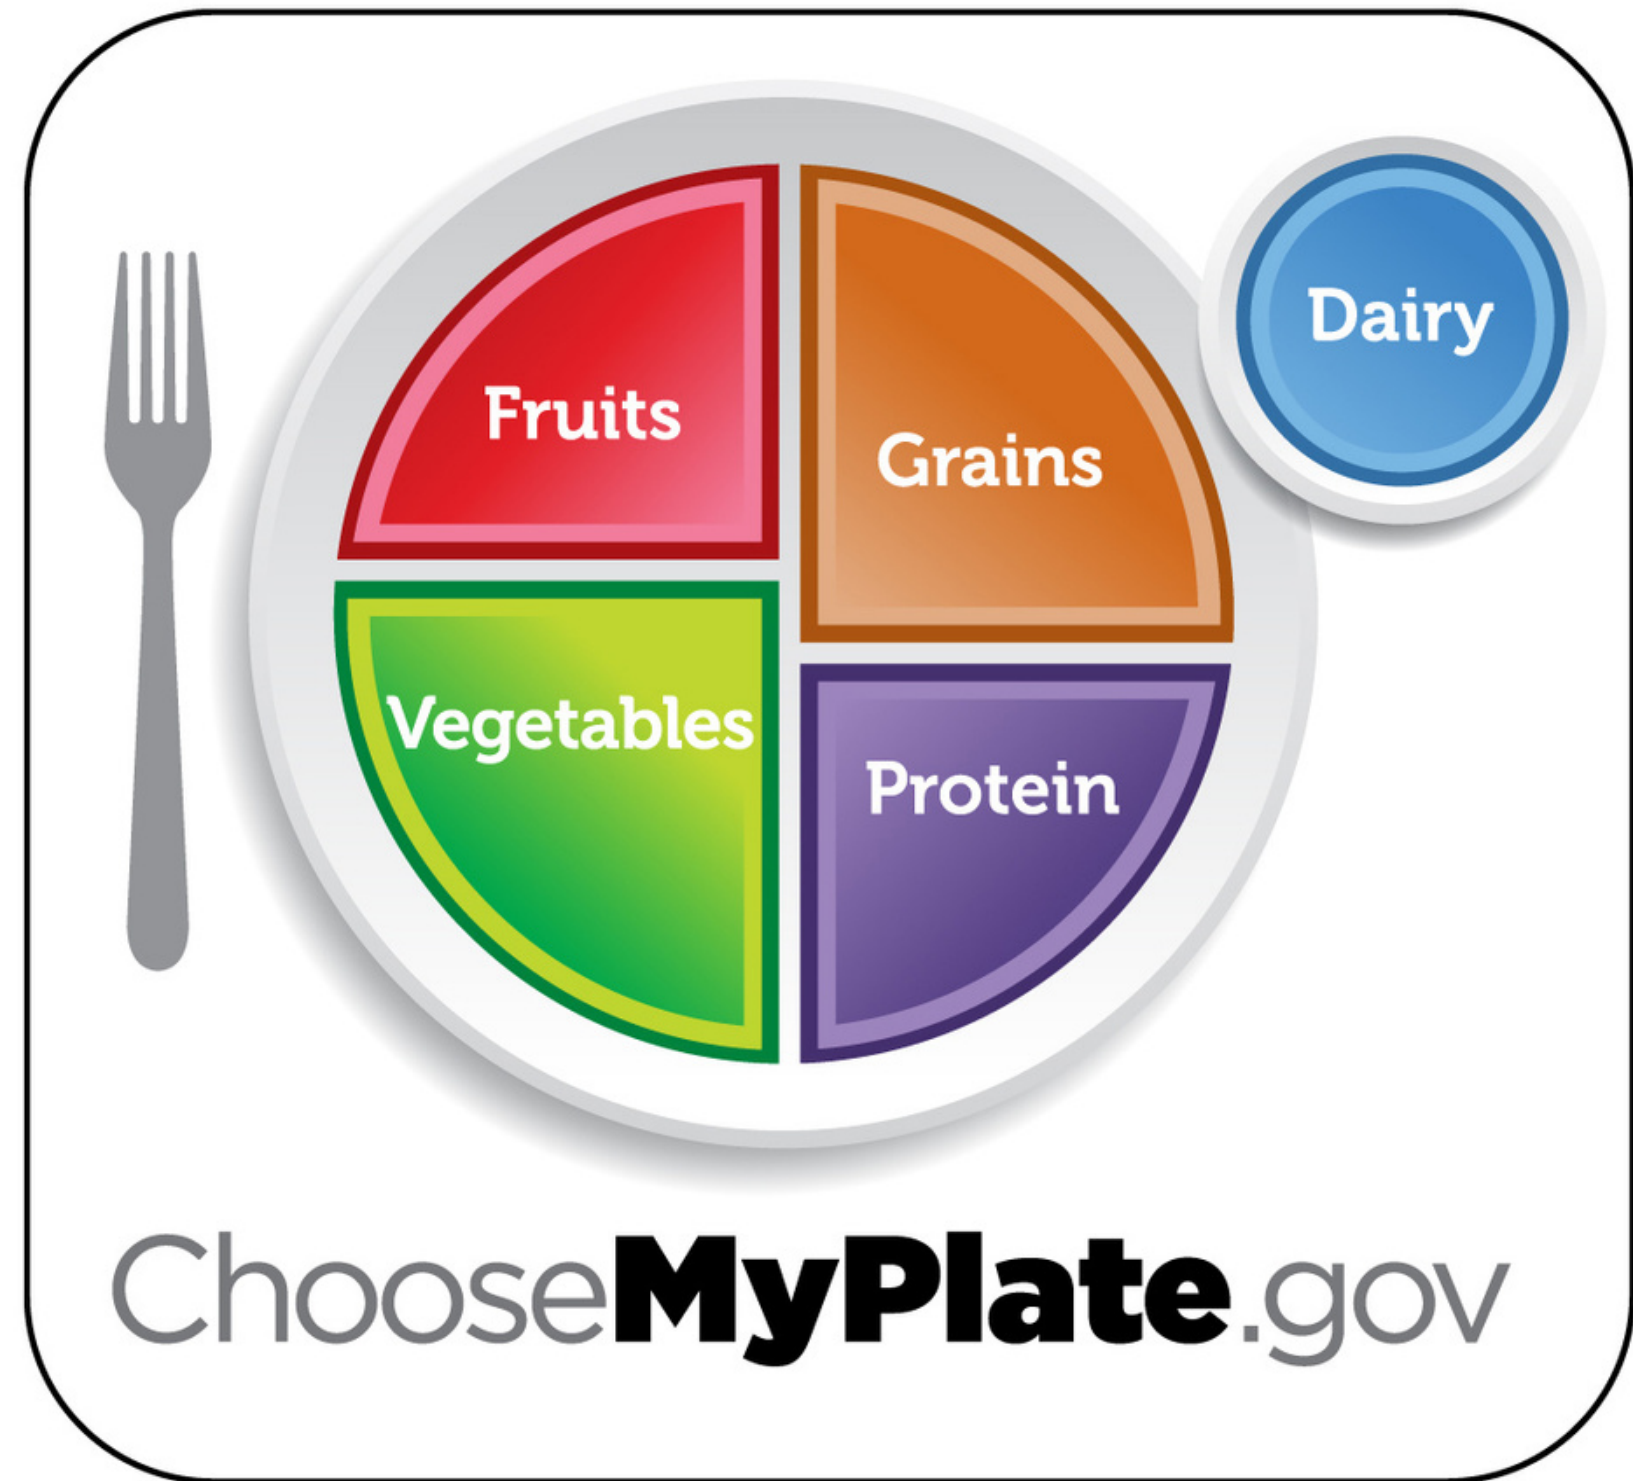 Fruits
Grains
Dairy
Vegetables
Protein
ChooseMyPlate.gov